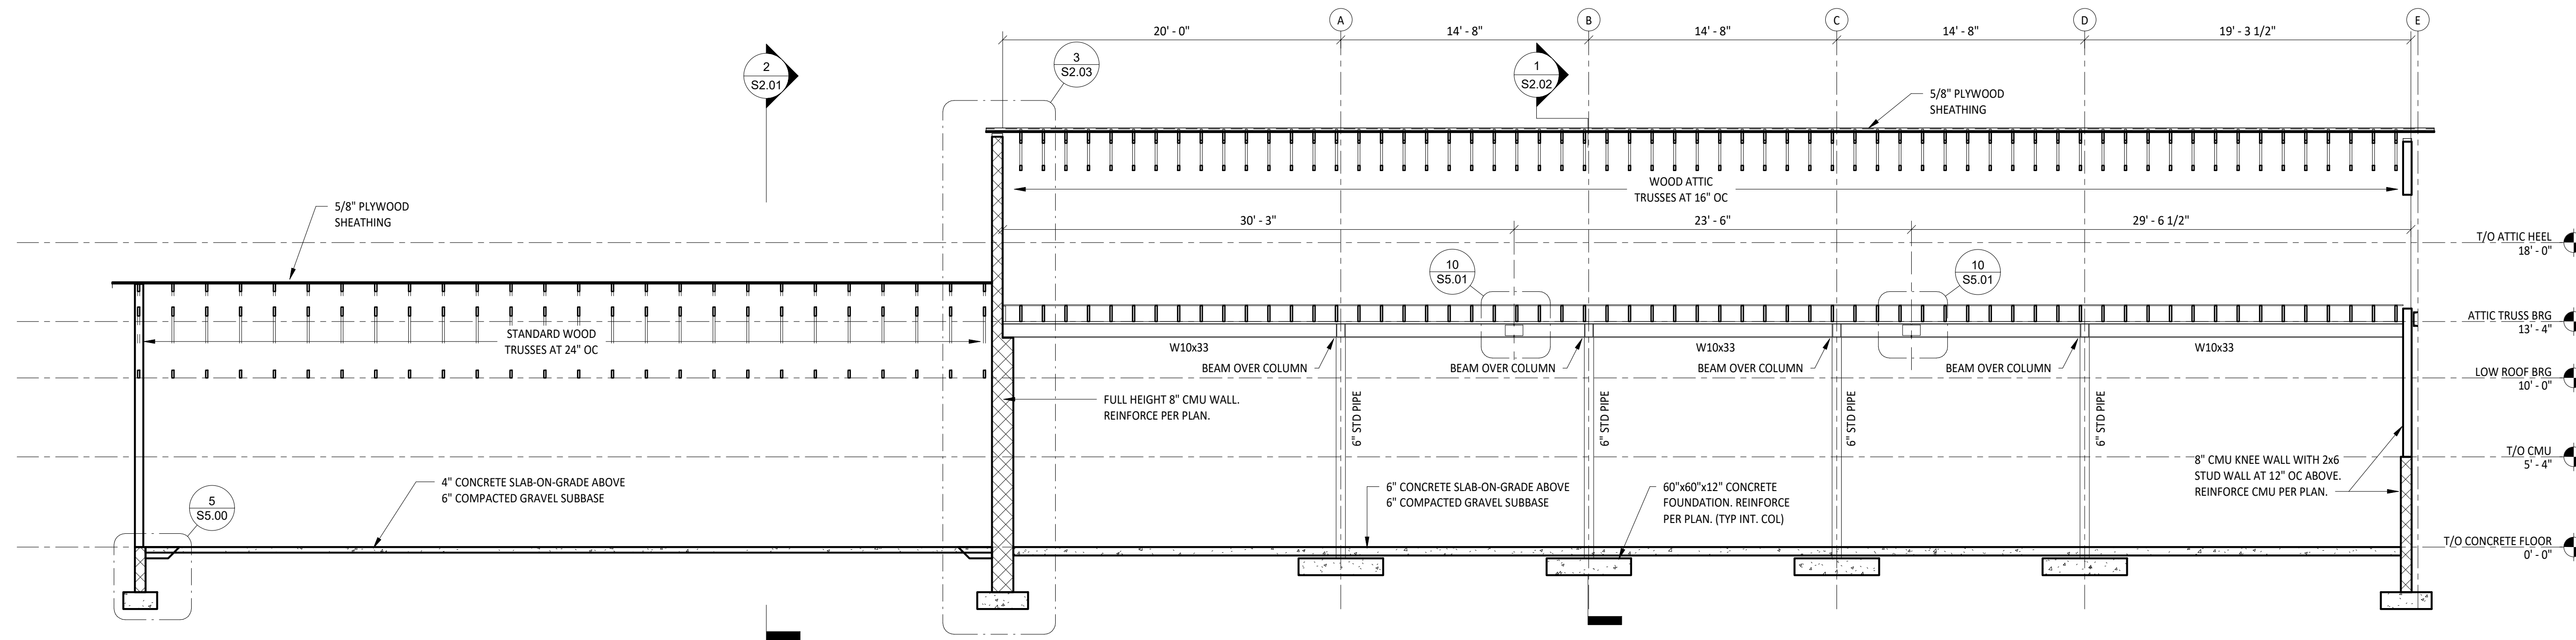 A
B
C
D
E
20' - 0"
14' - 8"
14' - 8"
14' - 8"
19' - 3 1/2"
2
S2.01
3
S2.03
1
S2.02
5/8" PLYWOOD
SHEATHING
WOOD ATTIC
TRUSSES AT 16" OC
5/8" PLYWOOD
SHEATHING
30' - 3"
23' - 6"
29' - 6 1/2"
T/O ATTIC HEEL
18' - 0"
10
S5.01
10
S5.01
ATTIC TRUSS BRG
13' - 4"
STANDARD WOOD
TRUSSES AT 24" OC
W10x33
W10x33
W10x33
BEAM OVER COLUMN
BEAM OVER COLUMN
BEAM OVER COLUMN
BEAM OVER COLUMN
LOW ROOF BRG
10' - 0"
FULL HEIGHT 8" CMU WALL.
REINFORCE PER PLAN.
6" STD PIPE
6" STD PIPE
6" STD PIPE
6" STD PIPE
T/O CMU
5' - 4"
8" CMU KNEE WALL WITH 2x6
STUD WALL AT 12" OC ABOVE.
REINFORCE CMU PER PLAN.
4" CONCRETE SLAB-ON-GRADE ABOVE
6" COMPACTED GRAVEL SUBBASE
6" CONCRETE SLAB-ON-GRADE ABOVE
6" COMPACTED GRAVEL SUBBASE
60"x60"x12" CONCRETE
FOUNDATION. REINFORCE
PER PLAN. (TYP INT. COL)
5
S5.00
T/O CONCRETE FLOOR
0' - 0"